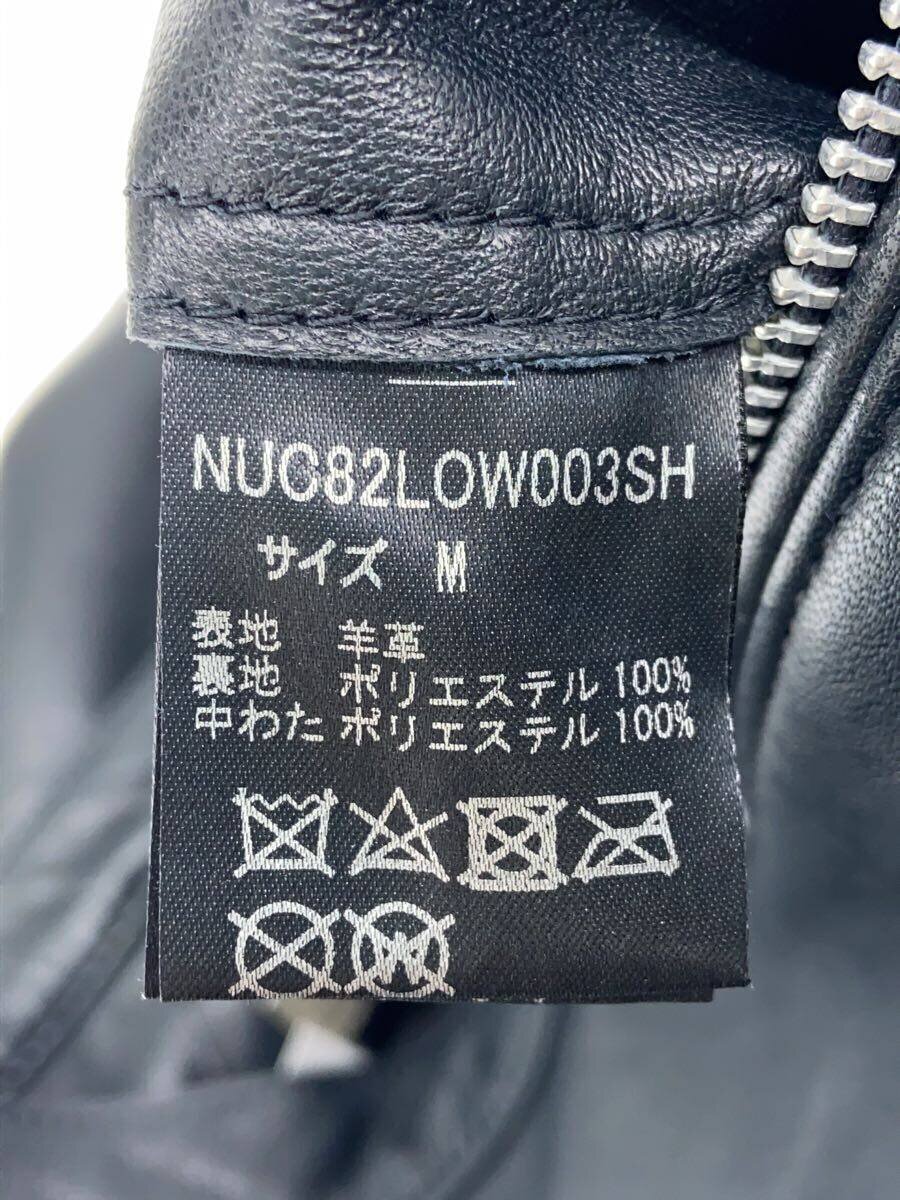 NUC82LOW003SH
サイズ M
表地 羊革
裏地 ポリエステル 100%
中わた ポリエステル 100%